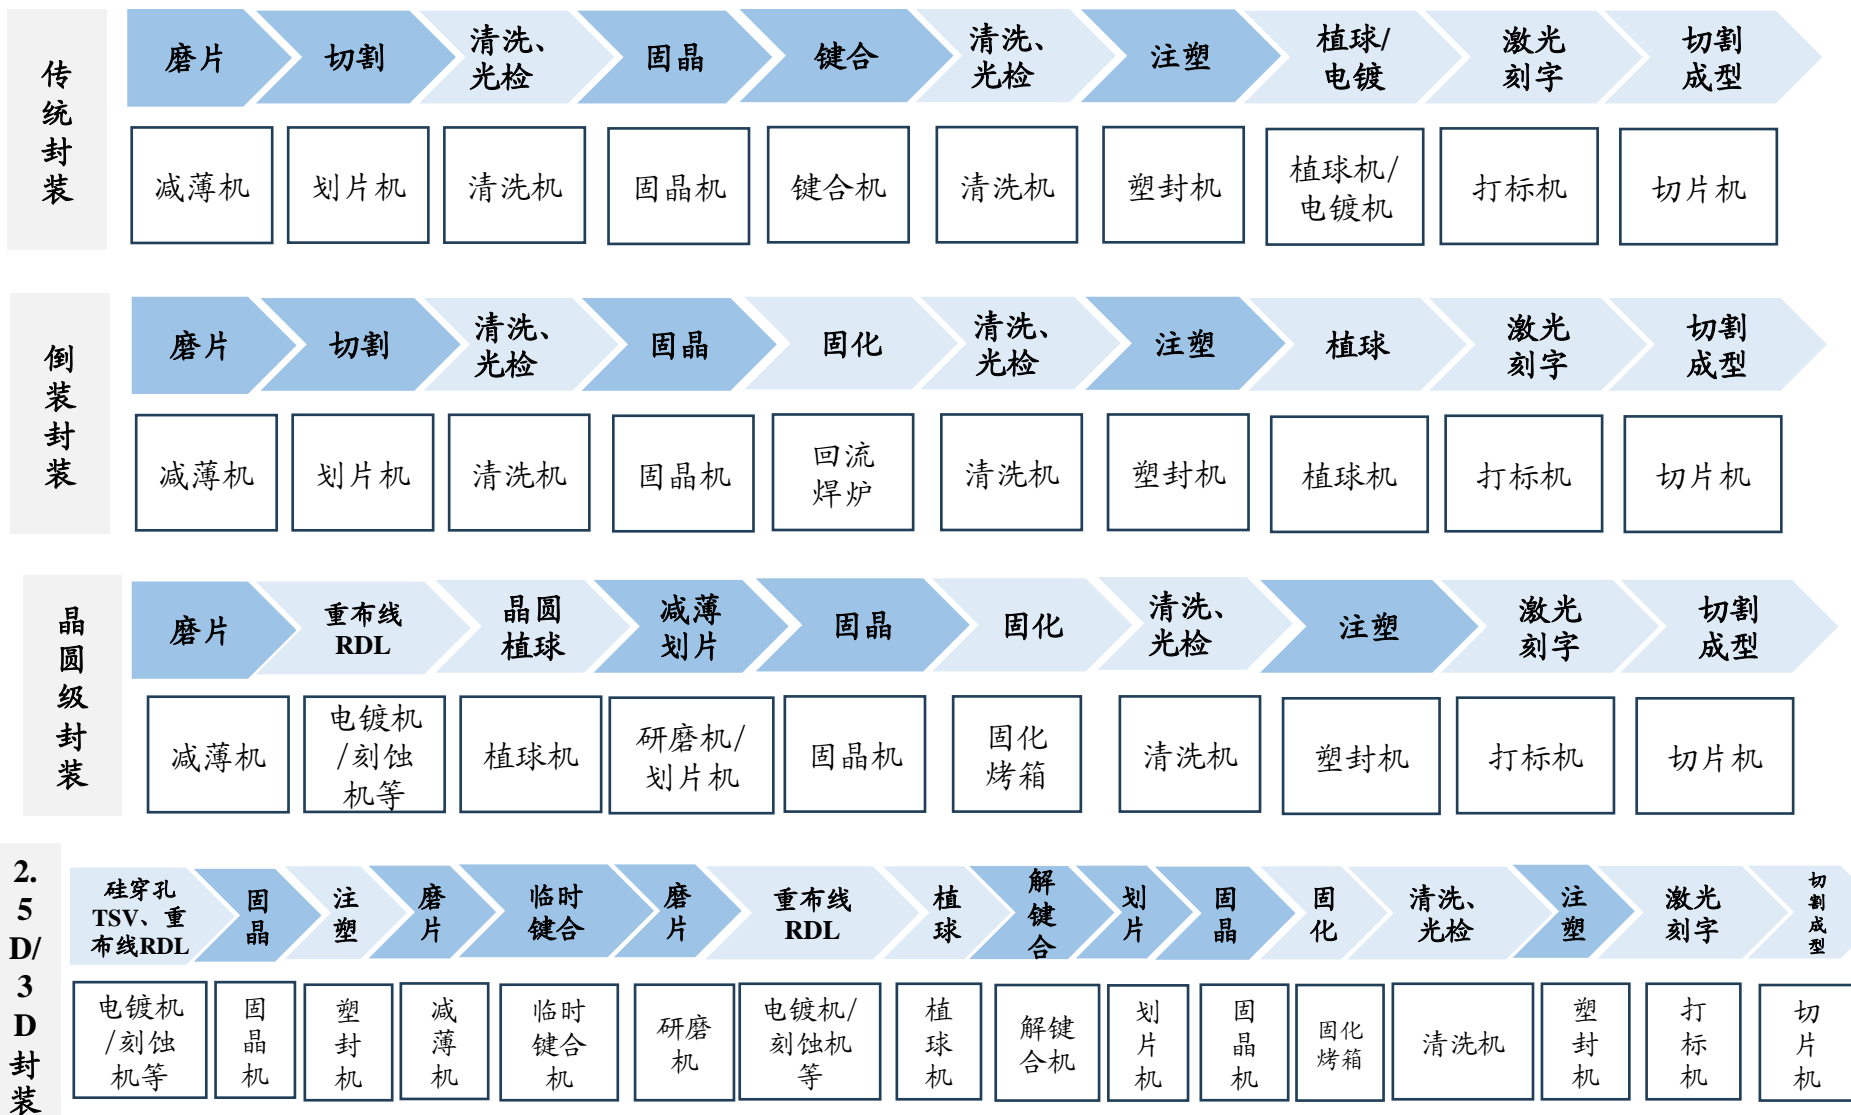 传
统
封
装
磨片
切割
清洗、
光检
固晶
键合
清洗、
光检
注塑
植球/
电镀
激光
刻字
切割
成型
减薄机
划片机
清洗机
固晶机
键合机
清洗机
塑封机
植球机/
电镀机
打标机
切片机
倒
装
封
装
磨片
切割
清洗、
光检
固晶
固化
清洗、
光检
注塑
植球
激光
刻字
切割
成型
减薄机
划片机
清洗机
固晶机
回流
焊炉
清洗机
塑封机
植球机
打标机
切片机
晶
圆
级
封
装
磨片
重布线
RDL
晶圆
植球
减薄
划片
固晶
固化
清洗、
光检
注塑
激光
刻字
切割
成型
减薄机
电镀机
/刻蚀
机等
植球机
研磨机/
划片机
固晶机
固化
烤箱
清洗机
塑封机
打标机
切片机
2.
5
D/
3
D
封
装
硅穿孔
TSV、重
布线RDL
固
晶
注
塑
磨
片
临时
键合
磨
片
重布线
RDL
植
球
解
键
合
划
片
固
晶
固
化
清洗、
光检
注
塑
激光
刻字
切
割
成
型
电镀机
/刻蚀
机等
固
晶
机
塑
封
机
减
薄
机
临时
键合
机
研磨
机
电镀机/
刻蚀机
等
植
球
机
解键
合机
划
片
机
固
晶
机
固化
烤箱
清洗机
塑
封
机
打
标
机
切
片
机